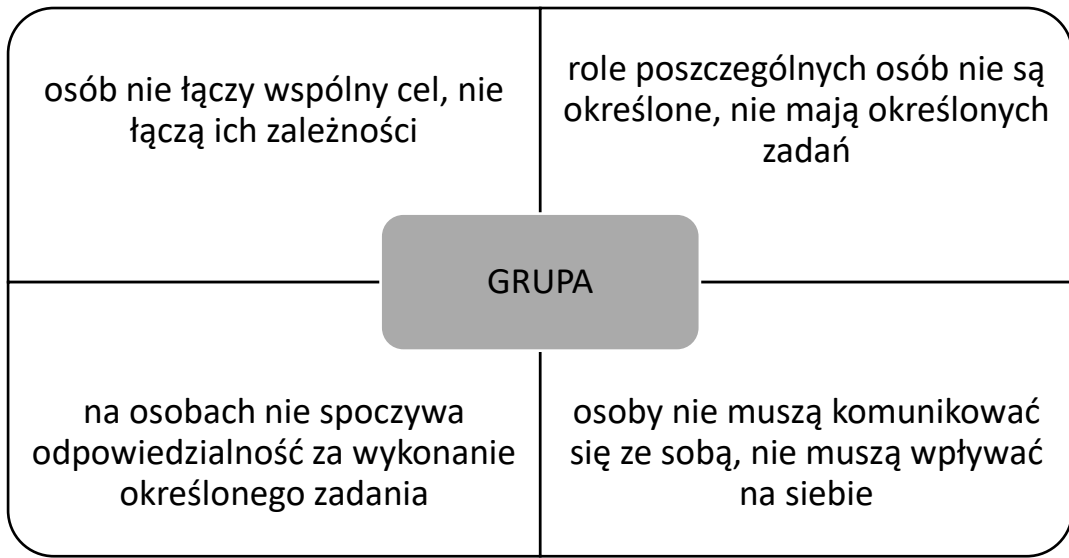 osób nie łączy wspólny cel, nie
łączą ich zależności
role poszczególnych osób nie są
określone, nie mają określonych
zadań
GRUPA
na osobach nie spoczywa
odpowiedzialność za wykonanie
określonego zadania
osoby nie muszą komunikować
się ze sobą, nie muszą wpływać
na siebie